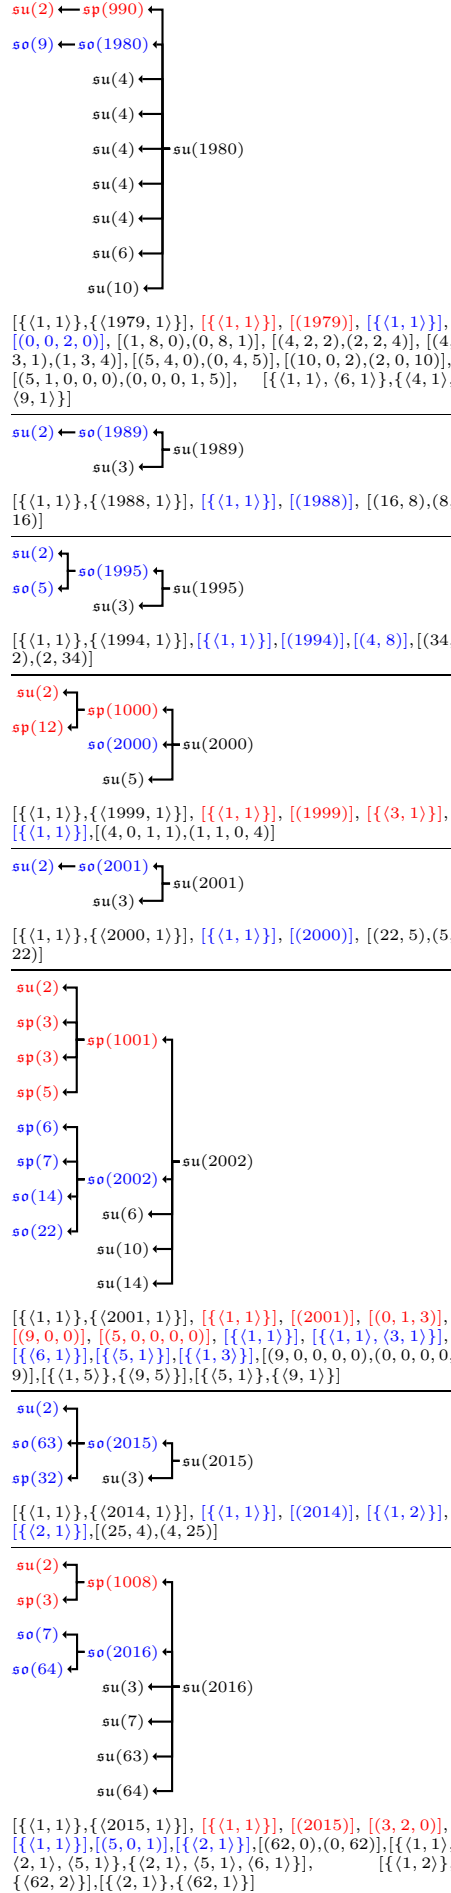 𝔰𝔲(2) 𝔰𝔭(990)
𝔰𝔬(9) 𝔰𝔬(1980)
𝔰𝔲(4)
𝔰𝔲(4)
𝔰𝔲(4) 𝔰𝔲(1980)
𝔰𝔲(4)
𝔰𝔲(4)
𝔰𝔲(6)
𝔰𝔲(10)
[{⟨1, 1⟩},{⟨1979, 1⟩}], [{⟨1, 1⟩}], [(1979)], [{⟨1, 1⟩}],
[(0, 0, 2, 0)], [(1, 8, 0),(0, 8, 1)], [(4, 2, 2),(2, 2, 4)], [(4,
3, 1),(1, 3, 4)],[(5, 4, 0),(0, 4, 5)],[(10, 0, 2),(2, 0, 10)],
[(5, 1, 0, 0, 0),(0, 0, 0, 1, 5)], [{⟨1, 1⟩, ⟨6, 1⟩},{⟨4, 1⟩,
⟨9, 1⟩}]
𝔰𝔲(2) 𝔰𝔬(1989)
𝔰𝔲(1989)
𝔰𝔲(3)
[{⟨1, 1⟩},{⟨1988, 1⟩}], [{⟨1, 1⟩}], [(1988)], [(16, 8),(8,
16)]
𝔰𝔲(2)
𝔰𝔬(1995)
𝔰𝔬(5) 𝔰𝔲(1995)
𝔰𝔲(3)
[{⟨1, 1⟩},{⟨1994, 1⟩}],[{⟨1, 1⟩}],[(1994)],[(4, 8)],[(34,
2),(2, 34)]
𝔰𝔲(2)
𝔰𝔭(1000)
𝔰𝔭(12)
𝔰𝔬(2000) 𝔰𝔲(2000)
𝔰𝔲(5)
[{⟨1, 1⟩},{⟨1999, 1⟩}], [{⟨1, 1⟩}], [(1999)], [{⟨3, 1⟩}],
[{⟨1, 1⟩}],[(4, 0, 1, 1),(1, 1, 0, 4)]
𝔰𝔲(2) 𝔰𝔬(2001)
𝔰𝔲(2001)
𝔰𝔲(3)
[{⟨1, 1⟩},{⟨2000, 1⟩}], [{⟨1, 1⟩}], [(2000)], [(22, 5),(5,
22)]
𝔰𝔲(2)
𝔰𝔭(3)
𝔰𝔭(1001)
𝔰𝔭(3)
𝔰𝔭(5)
𝔰𝔭(6)
𝔰𝔭(7) 𝔰𝔲(2002)
𝔰𝔬(2002)
𝔰𝔬(14)
𝔰𝔲(6)
𝔰𝔬(22)
𝔰𝔲(10)
𝔰𝔲(14)
[{⟨1, 1⟩},{⟨2001, 1⟩}], [{⟨1, 1⟩}], [(2001)], [(0, 1, 3)],
[(9, 0, 0)], [(5, 0, 0, 0, 0)], [{⟨1, 1⟩}], [{⟨1, 1⟩, ⟨3, 1⟩}],
[{⟨6, 1⟩}],[{⟨5, 1⟩}],[{⟨1, 3⟩}],[(9, 0, 0, 0, 0),(0, 0, 0, 0,
9)],[{⟨1, 5⟩},{⟨9, 5⟩}],[{⟨5, 1⟩},{⟨9, 1⟩}]
𝔰𝔲(2)
𝔰𝔬(63) 𝔰𝔬(2015)
𝔰𝔲(2015)
𝔰𝔭(32) 𝔰𝔲(3)
[{⟨1, 1⟩},{⟨2014, 1⟩}], [{⟨1, 1⟩}], [(2014)], [{⟨1, 2⟩}],
[{⟨2, 1⟩}],[(25, 4),(4, 25)]
𝔰𝔲(2)
𝔰𝔭(1008)
𝔰𝔭(3)
𝔰𝔬(7)
𝔰𝔬(2016)
𝔰𝔬(64)
𝔰𝔲(3) 𝔰𝔲(2016)
𝔰𝔲(7)
𝔰𝔲(63)
𝔰𝔲(64)
[{⟨1, 1⟩},{⟨2015, 1⟩}], [{⟨1, 1⟩}], [(2015)], [(3, 2, 0)],
[{⟨1, 1⟩}],[(5, 0, 1)],[{⟨2, 1⟩}],[(62, 0),(0, 62)],[{⟨1, 1⟩,
⟨2, 1⟩, ⟨5, 1⟩},{⟨2, 1⟩, ⟨5, 1⟩, ⟨6, 1⟩}], [{⟨1, 2⟩},
{⟨62, 2⟩}],[{⟨2, 1⟩},{⟨62, 1⟩}]